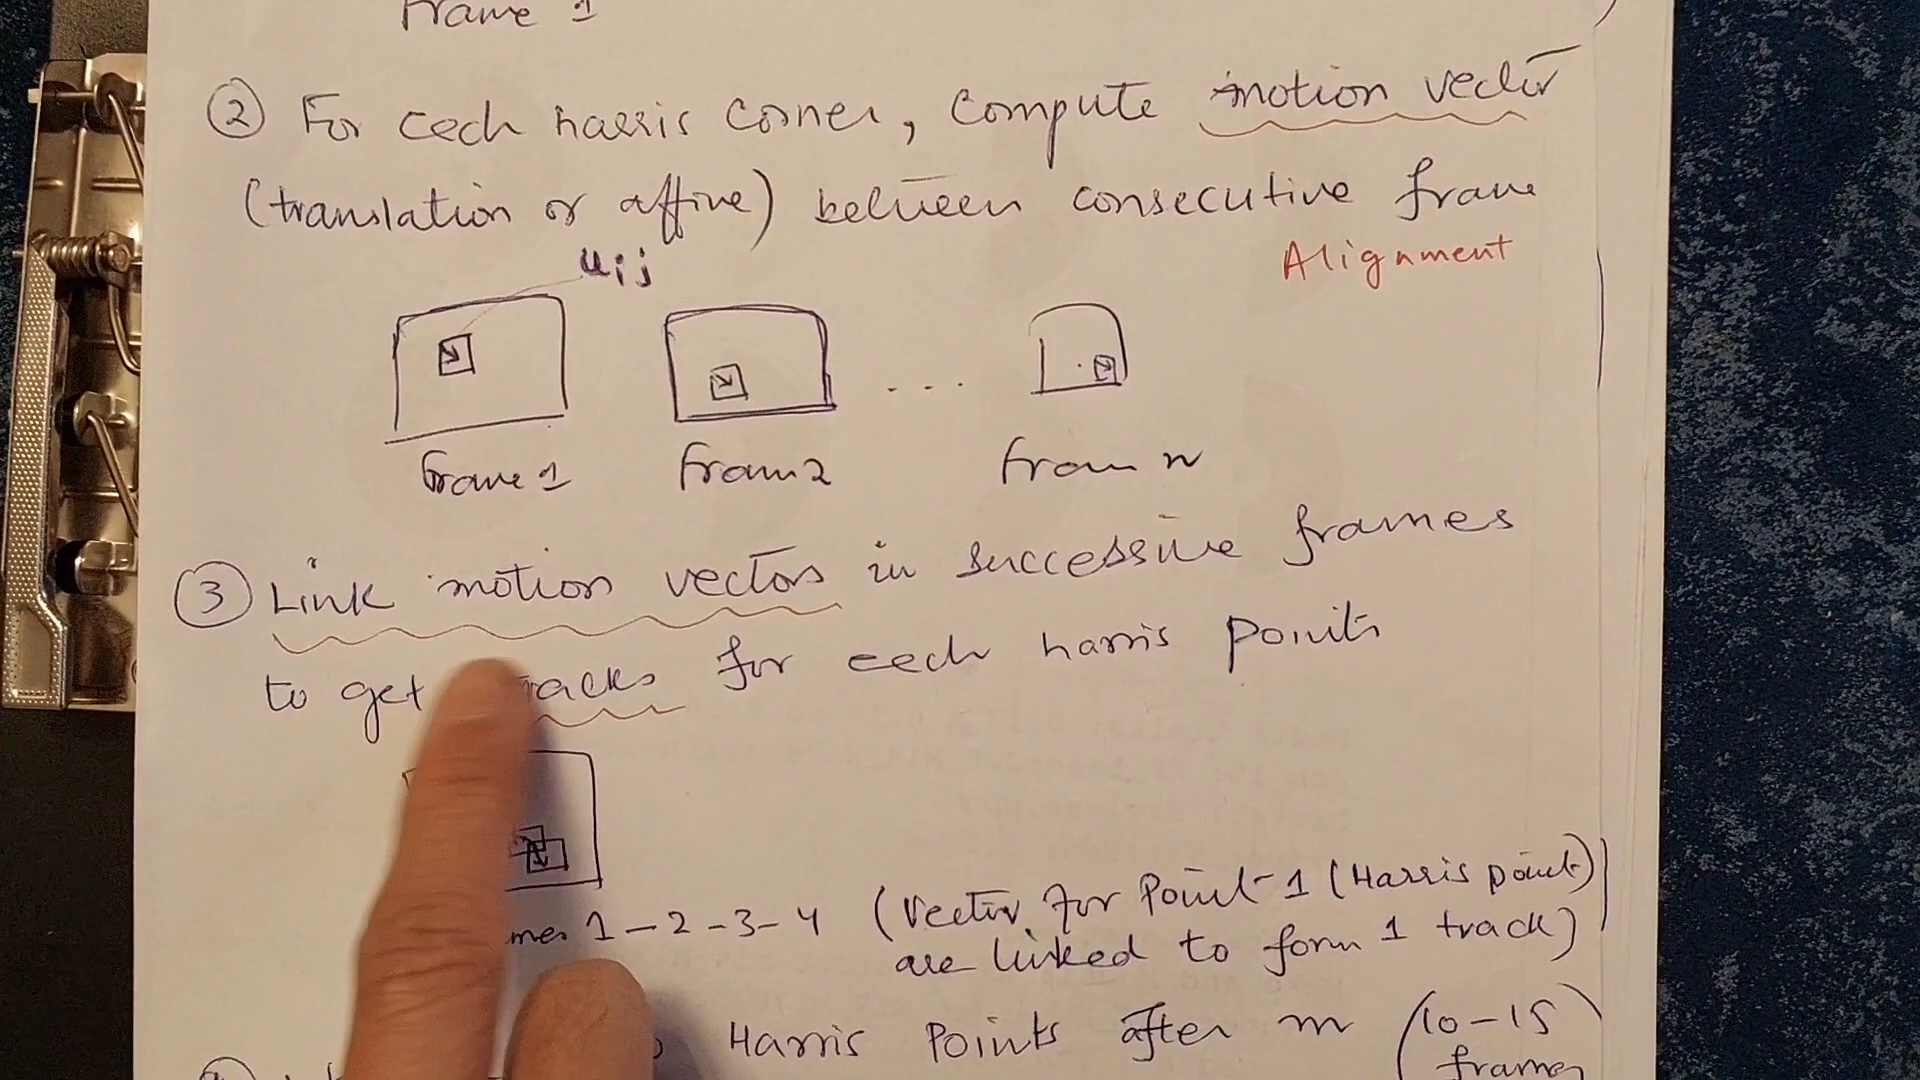 Frame 1
② For each harris corner, compute motion vector
(translation or affine) between consecutive frame
Alignment
uij
Frame 1 Fram 2 ... Fram n
③ Link motion vectors in successive frames
to get tracks for each harris points
mes 1-2-3-4 (Vector for Point-1 (Harris point)
are linked to form 1 track)
Harris Points after m (10-15
frames